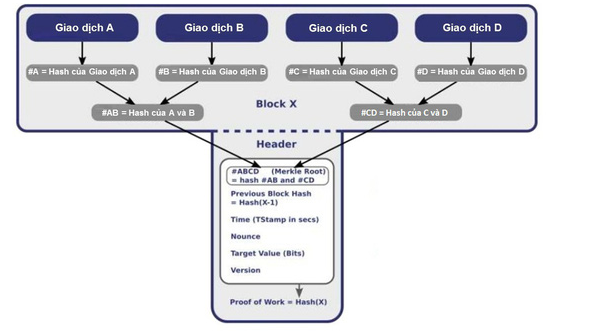 Giao dịch A
Giao dịch B
Giao dịch C
Giao dịch D
#A = Hash của Giao dịch A
#B = Hash của Giao dịch B
#C = Hash của Giao dịch C
#D = Hash của Giao dịch D
Block X
#AB = Hash của A và B
#CD = Hash của C và D
Header
#ABCD (Merkle Root)
= hash #AB and #CD
Previous Block Hash
= Hash(X-1)
Time (TStamp in secs)
Nounce
Target Value (Bits)
Version
Proof of Work = Hash(X)